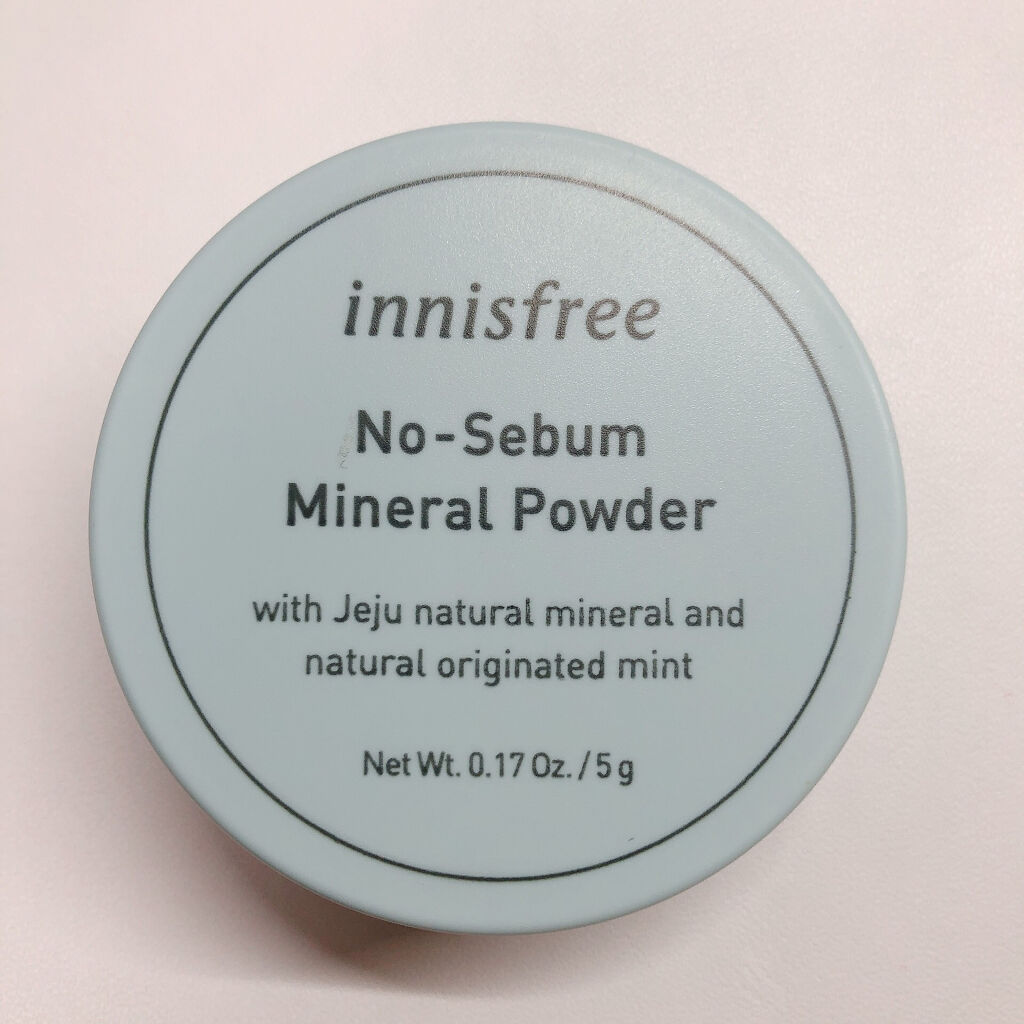 innisfree
No-Sebum
Mineral Powder
with Jeju natural mineral and
natural originated mint
Net Wt. 0.17 Oz. / 5 g